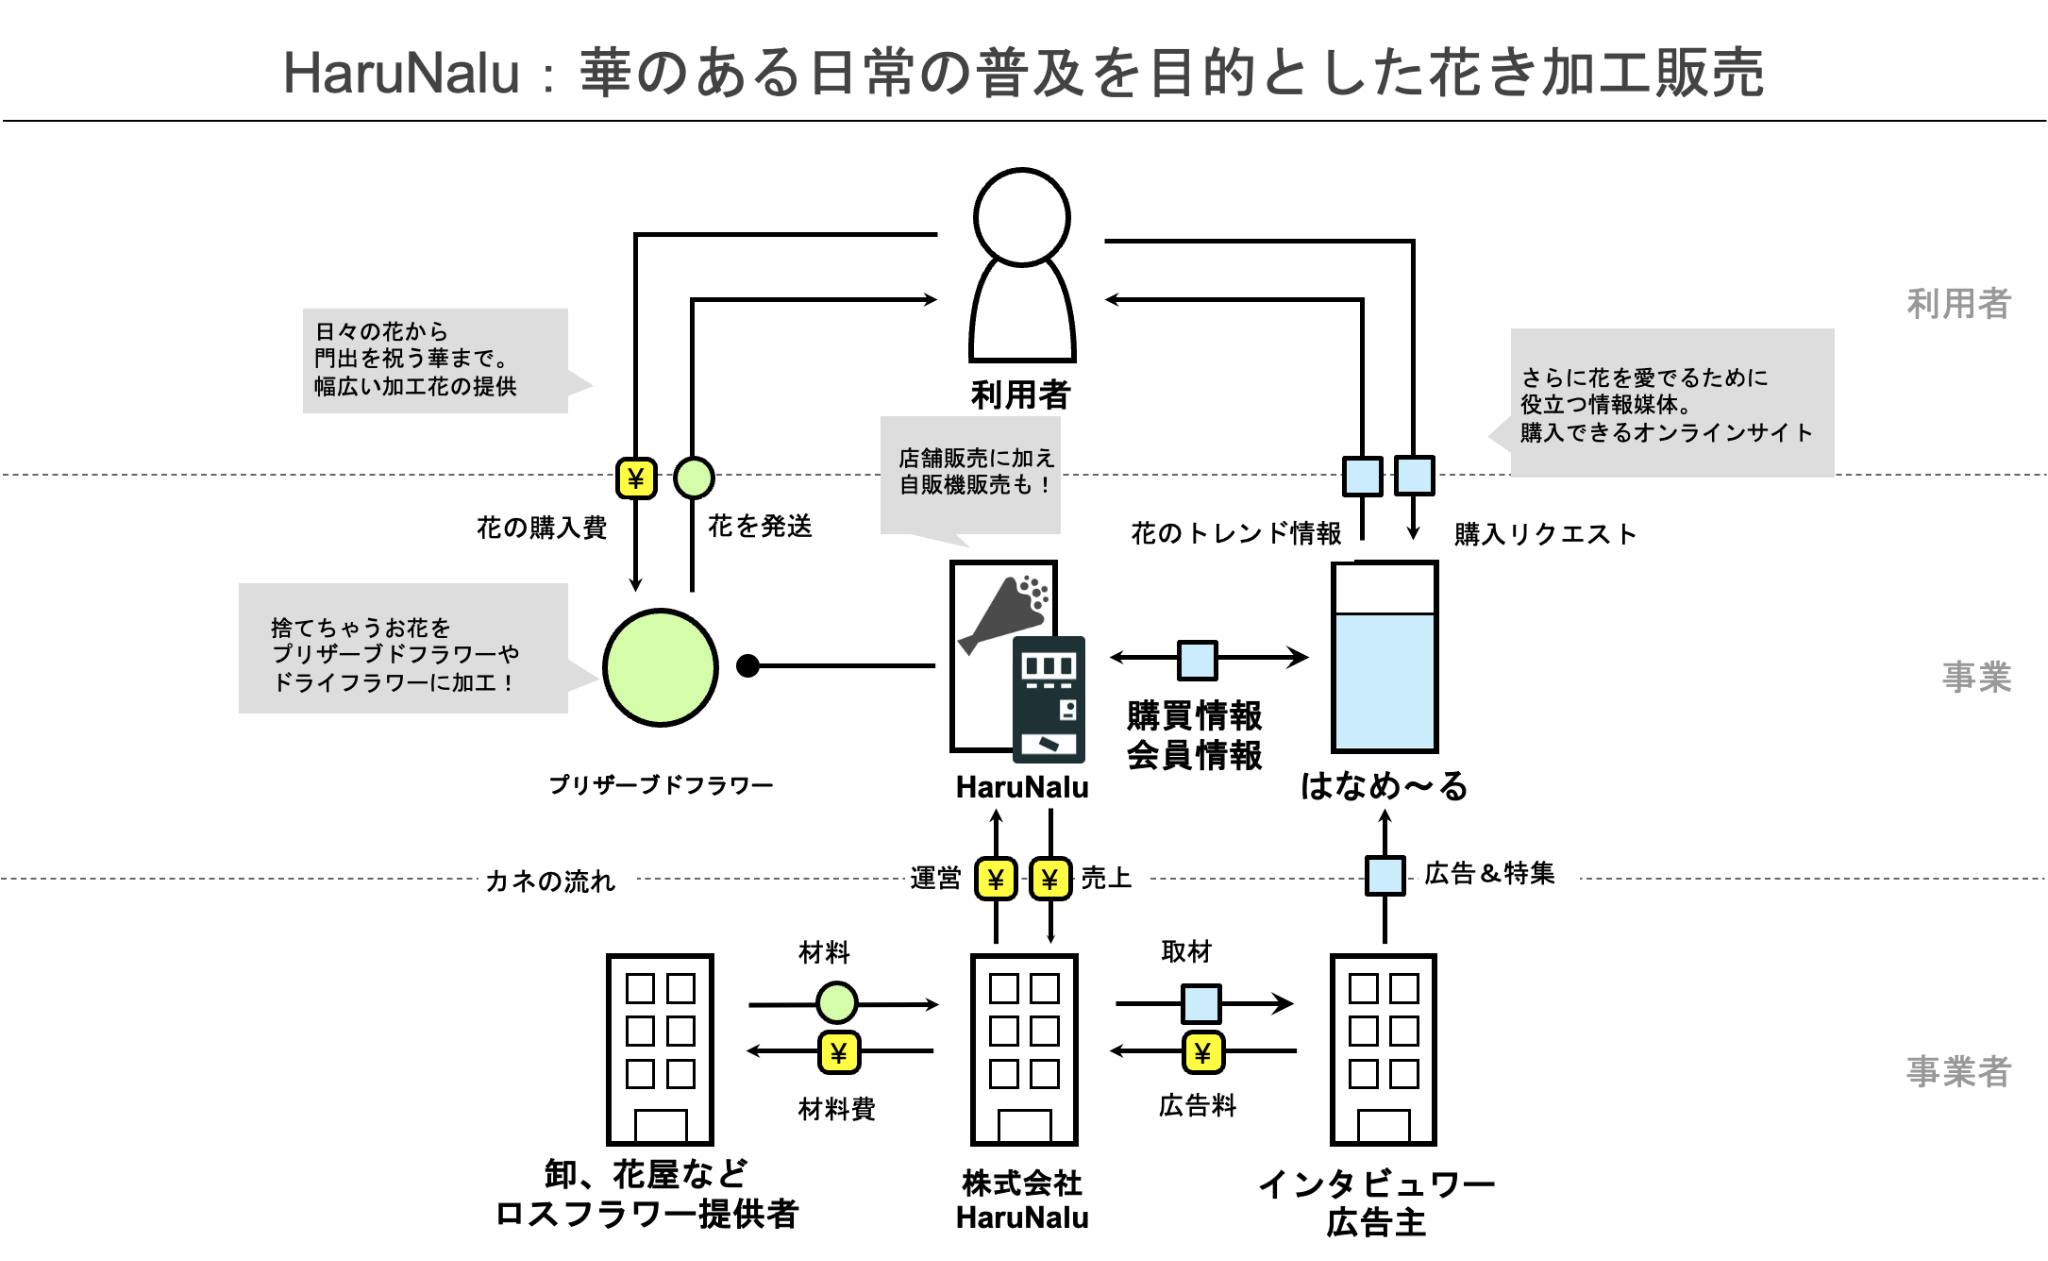 HaruNalu：華のある日常の普及を目的とした花き加工販売
利用者
日々の花から
門出を祝う華まで。
幅広い加工花の提供
利用者
さらに花を愛でるために
役立つ情報媒体。
購入できるオンラインサイト
店舗販売に加え
自販機販売も！
¥
花の購入費
花を発送
花のトレンド情報
購入リクエスト
捨てちゃうお花を
プリザーブドフラワーや
ドライフラワーに加工！
事業
購買情報
会員情報
プリザーブドフラワー
HaruNalu
はなめ〜る
カネの流れ
運営
¥
¥
売上
広告＆特集
材料
取材
¥
¥
材料費
広告料
事業者
卸、花屋など
ロスフラワー提供者
株式会社
HaruNalu
インタビュワー
広告主